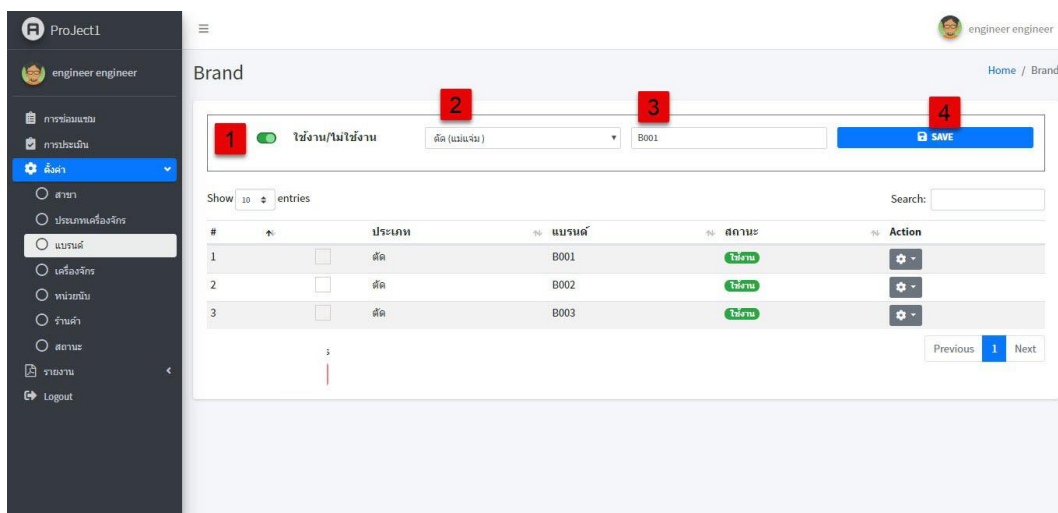 ProJect1
engineer engineer
engineer engineer
Brand
Home / Brand
การซ่อมแซม
การประเมิน
ตั้งค่า
สาขา
ประเภทเครื่องจักร
แบรนด์
เครื่องจักร
หน่วยนับ
ร้านค้า
สถานะ
รายงาน
Logout
1 ใช้งาน/ไม่ใช้งาน
2 ตัด (แม่แจ่ม)
3 B001
4 SAVE
Show 10 entries
Search:
# ประเภท แบรนด์ สถานะ Action
1 ตัด B001 ใช้งาน
2 ตัด B002 ใช้งาน
3 ตัด B003 ใช้งาน
Previous 1 Next